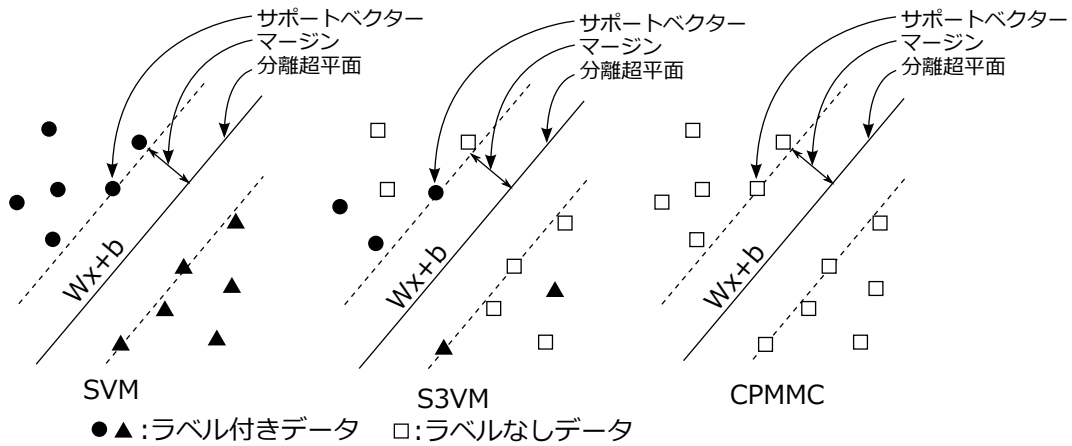 サポートベクター
マージン
分離超平面
Wx+b
SVM
サポートベクター
マージン
分離超平面
Wx+b
S3VM
サポートベクター
マージン
分離超平面
Wx+b
CPMMC
:ラベル付きデータ
:ラベルなしデータ